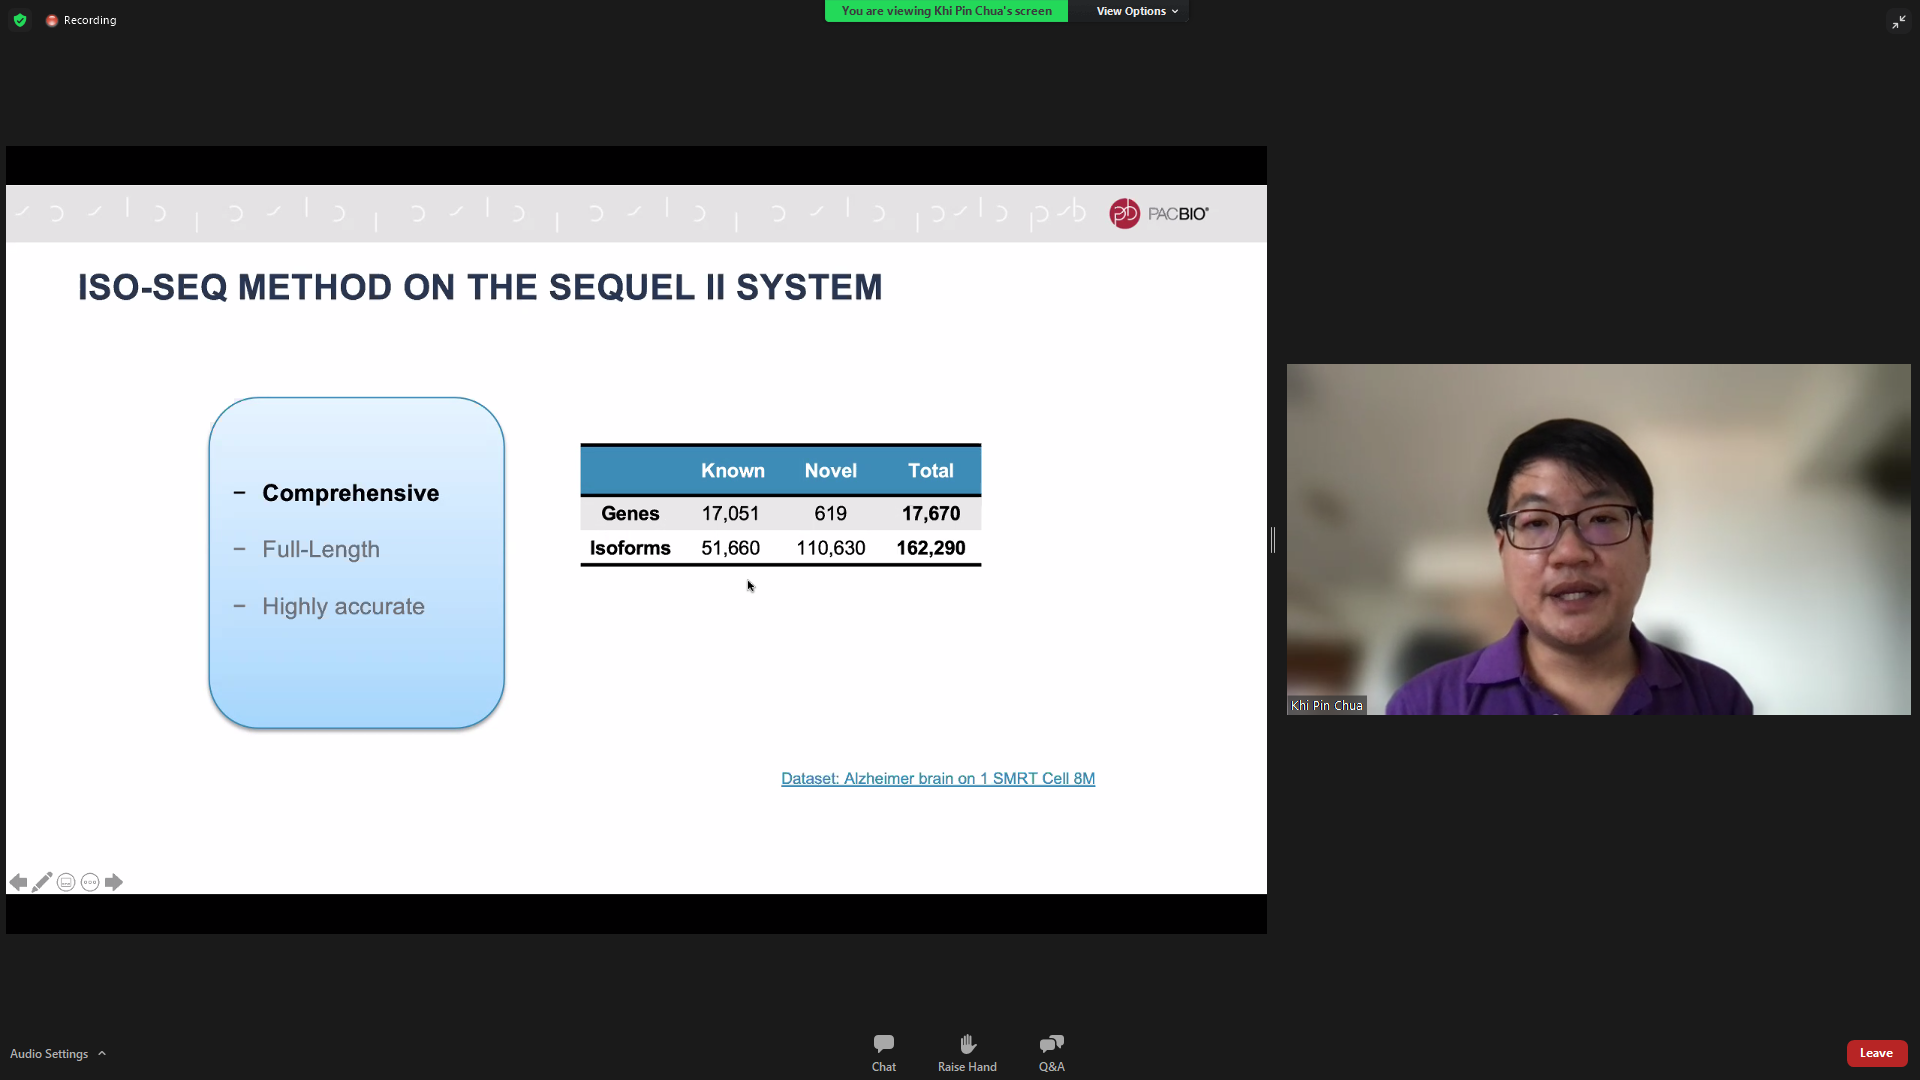 Recording
You are viewing Khi Pin Chua's screen
View Options
PACBIO®
ISO-SEQ METHOD ON THE SEQUEL II SYSTEM
– Comprehensive
– Full-Length
– Highly accurate
Known Novel Total
Genes 17,051 619 17,670
Isoforms 51,660 110,630 162,290
Dataset: Alzheimer brain on 1 SMRT Cell 8M
Khi Pin Chua
Audio Settings
Chat
Raise Hand
Q&A
Leave